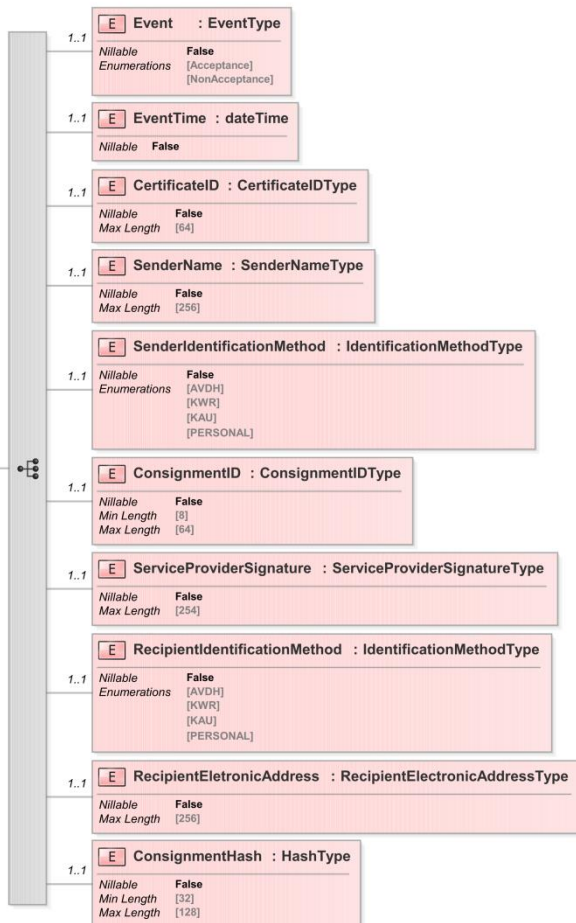 1..1
E Event : EventType
Nillable False
Enumerations [Acceptance]
[NonAcceptance]
1..1
E EventTime : dateTime
Nillable False
1..1
E CertificateID : CertificateIDType
Nillable False
Max Length [64]
1..1
E SenderName : SenderNameType
Nillable False
Max Length [256]
1..1
E SenderIdentificationMethod : IdentificationMethodType
Nillable False
Enumerations [AVDH]
[KWR]
[KAU]
[PERSONAL]
1..1
E ConsignmentID : ConsignmentIDType
Nillable False
Min Length [8]
Max Length [64]
1..1
E ServiceProviderSignature : ServiceProviderSignatureType
Nillable False
Max Length [254]
1..1
E RecipientIdentificationMethod : IdentificationMethodType
Nillable False
Enumerations [AVDH]
[KWR]
[KAU]
[PERSONAL]
1..1
E RecipientEletronicAddress : RecipientElectronicAddressType
Nillable False
Max Length [256]
1..1
E ConsignmentHash : HashType
Nillable False
Min Length [32]
Max Length [128]